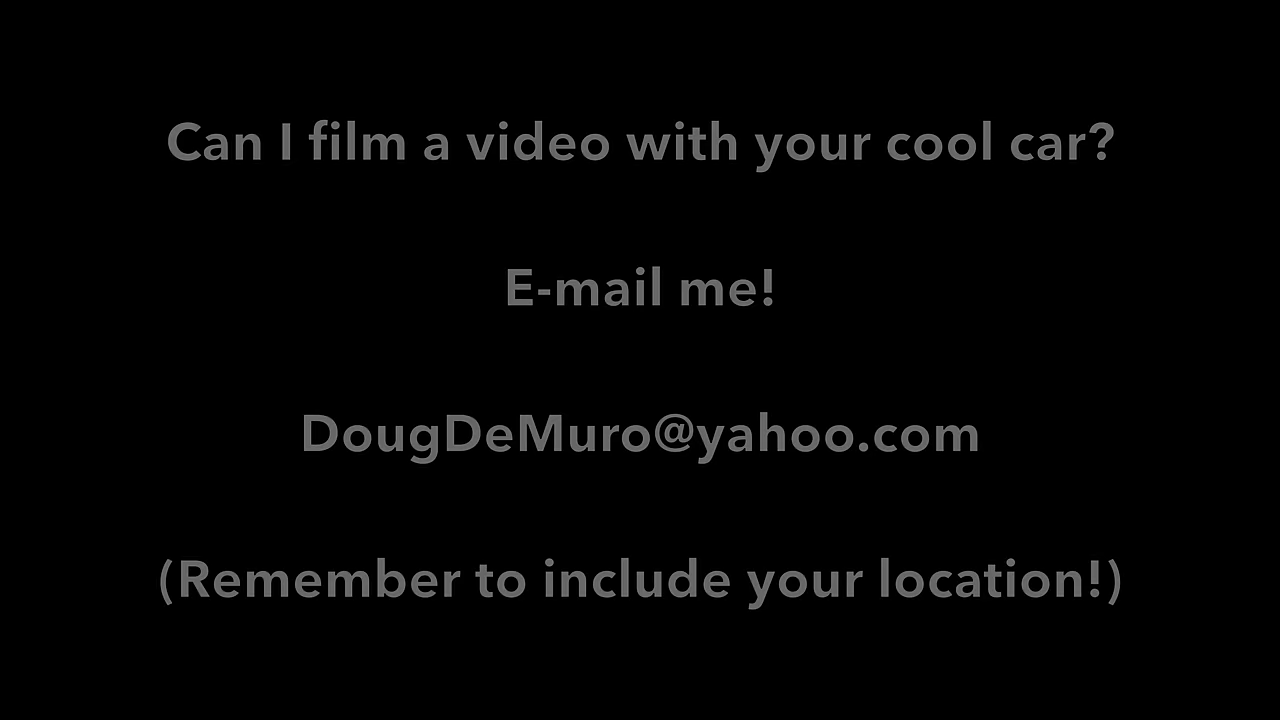 Can I film a video with your cool car?
E-mail me!
DougDeMuro@yahoo.com
(Remember to include your location!)